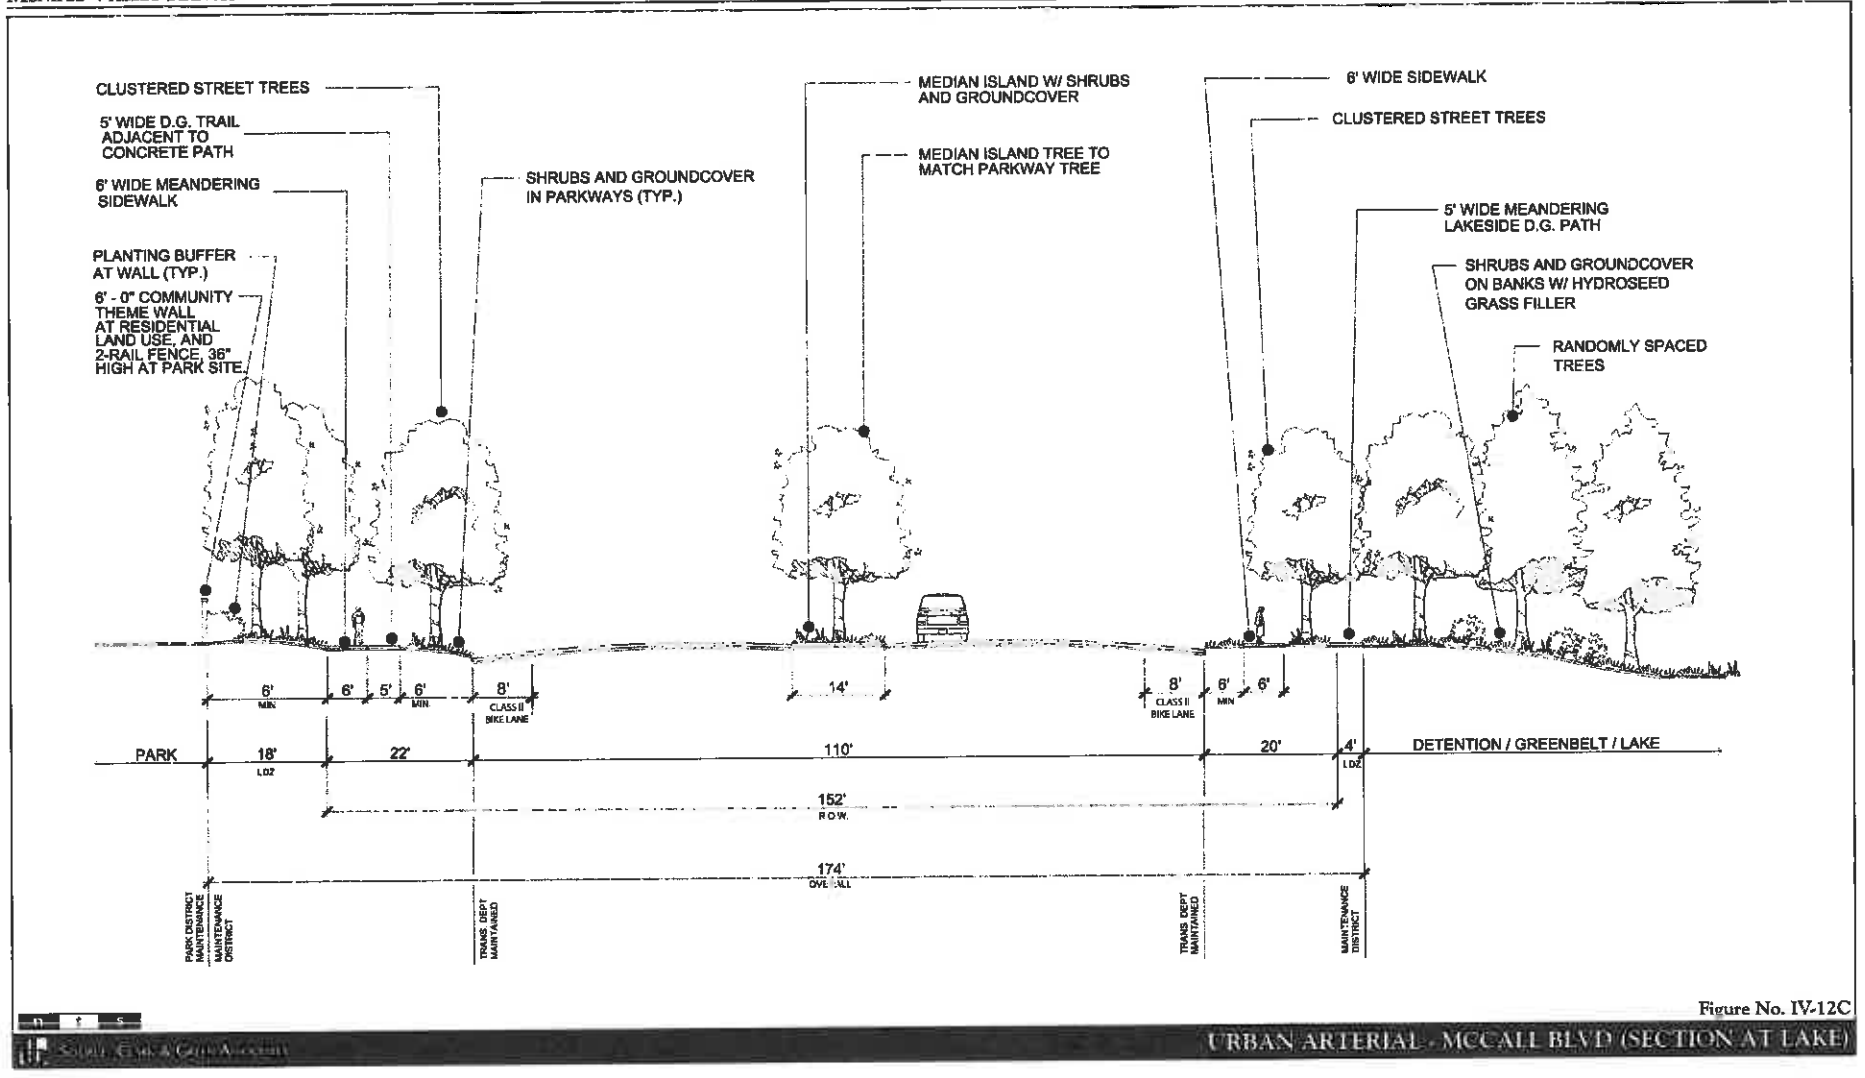 CLUSTERED STREET TREES
5' WIDE D.G. TRAIL
ADJACENT TO
CONCRETE PATH
6' WIDE MEANDERING
SIDEWALK
PLANTING BUFFER
AT WALL (TYP.)
6' - 0" COMMUNITY
THEME WALL
AT RESIDENTIAL
LAND USE, AND
2-RAIL FENCE, 36"
HIGH AT PARK SITE.
SHRUBS AND GROUNDCOVER
IN PARKWAYS (TYP.)
MEDIAN ISLAND W/ SHRUBS
AND GROUNDCOVER
MEDIAN ISLAND TREE TO
MATCH PARKWAY TREE
6' WIDE SIDEWALK
CLUSTERED STREET TREES
5' WIDE MEANDERING
LAKESIDE D.G. PATH
SHRUBS AND GROUNDCOVER
ON BANKS W/ HYDROSEED
GRASS FILLER
RANDOMLY SPACED
TREES
6' MIN
6'
5'
6' MIN.
8'
CLASS II
BIKE LANE
14'
8'
CLASS II
BIKE LANE
6' MIN
6'
PARK
18'
LDZ
22'
110'
20'
4'
LDZ
DETENTION / GREENBELT / LAKE
152'
R.O.W.
174'
OVERALL
PARK DISTRICT
MAINTENANCE
MAINTENANCE
DISTRICT
TRANS. DEPT
MAINTAINED
TRANS. DEPT
MAINTAINED
MAINTENANCE
DISTRICT
Figure No. IV-12C
n t s
URBAN ARTERIAL - MCCALL BLVD (SECTION AT LAKE)